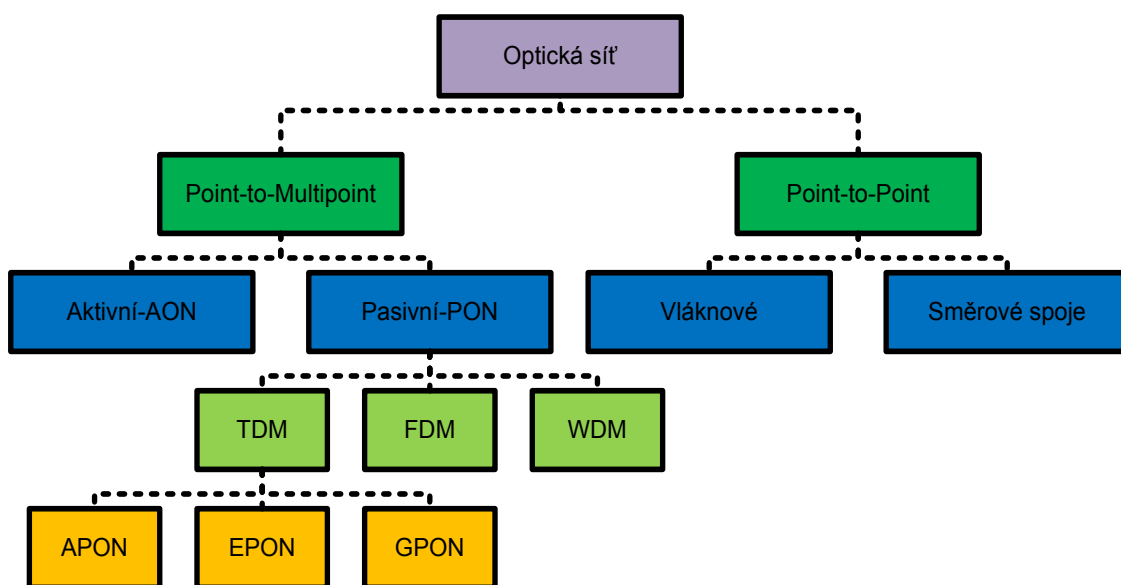 Optická síť
Point-to-Multipoint
Point-to-Point
Aktivní-AON
Pasivní-PON
Vláknové
Směrové spoje
TDM
FDM
WDM
APON
EPON
GPON